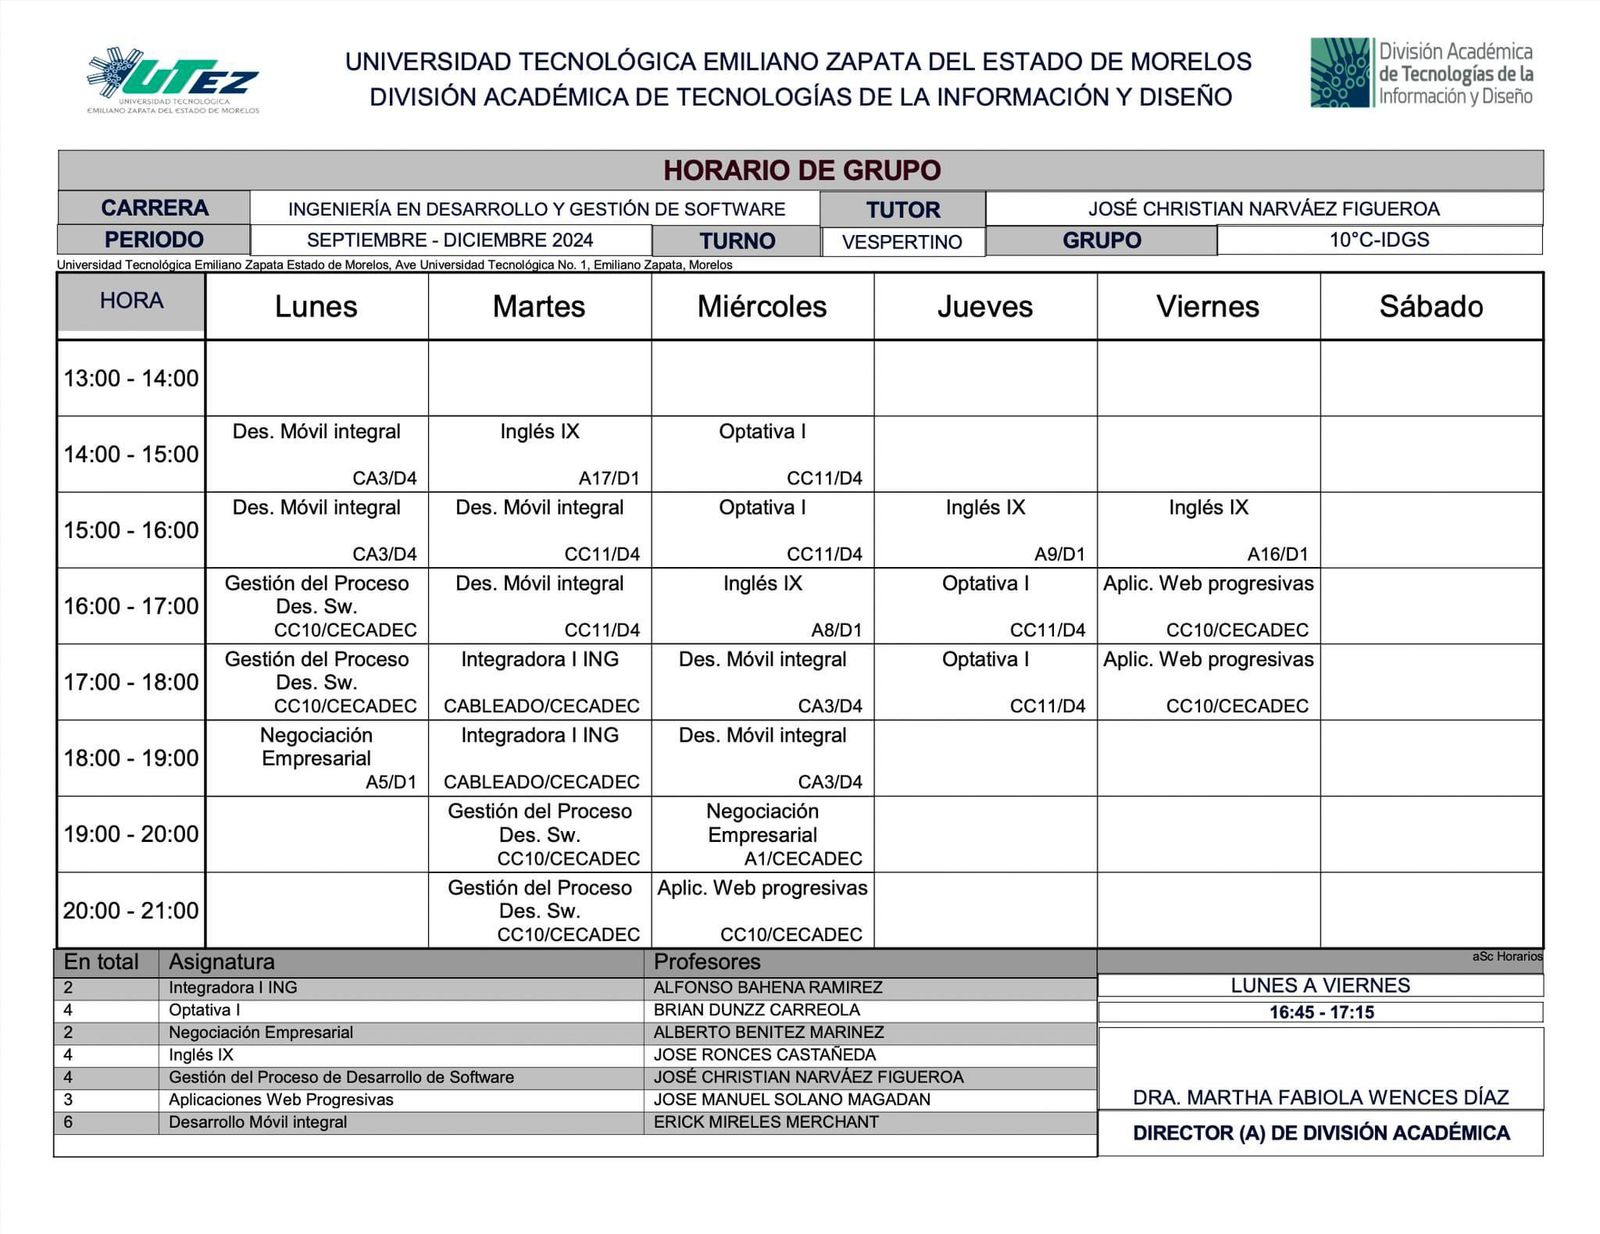 UTEZ
UNIVERSIDAD TECNOLÓGICA
EMILIANO ZAPATA DEL ESTADO DE MORELOS
UNIVERSIDAD TECNOLÓGICA EMILIANO ZAPATA DEL ESTADO DE MORELOS
DIVISIÓN ACADÉMICA DE TECNOLOGÍAS DE LA INFORMACIÓN Y DISEÑO
División Académica
de Tecnologías de la
Información y Diseño
HORARIO DE GRUPO
CARRERA INGENIERÍA EN DESARROLLO Y GESTIÓN DE SOFTWARE TUTOR JOSÉ CHRISTIAN NARVÁEZ FIGUEROA
PERIODO SEPTIEMBRE - DICIEMBRE 2024 TURNO VESPERTINO GRUPO 10°C-IDGS
Universidad Tecnológica Emiliano Zapata Estado de Morelos, Ave Universidad Tecnológica No. 1, Emiliano Zapata, Morelos
HORA Lunes Martes Miércoles Jueves Viernes Sábado
13:00 - 14:00
14:00 - 15:00
Des. Móvil integral Inglés IX Optativa I
CA3/D4 A17/D1 CC11/D4
15:00 - 16:00
Des. Móvil integral Des. Móvil integral Optativa I Inglés IX Inglés IX
CA3/D4 CC11/D4 CC11/D4 A9/D1 A16/D1
16:00 - 17:00
Gestión del Proceso Des. Móvil integral Inglés IX Optativa I Aplic. Web progresivas
Des. Sw.
CC10/CECADEC CC11/D4 A8/D1 CC11/D4 CC10/CECADEC
17:00 - 18:00
Gestión del Proceso Integradora I ING Des. Móvil integral Optativa I Aplic. Web progresivas
Des. Sw.
CC10/CECADEC CABLEADO/CECADEC CA3/D4 CC11/D4 CC10/CECADEC
18:00 - 19:00
Negociación Integradora I ING Des. Móvil integral
Empresarial
A5/D1 CABLEADO/CECADEC CA3/D4
19:00 - 20:00
Gestión del Proceso Negociación
Des. Sw. Empresarial
CC10/CECADEC A1/CECADEC
20:00 - 21:00
Gestión del Proceso Aplic. Web progresivas
Des. Sw.
CC10/CECADEC CC10/CECADEC
En total Asignatura Profesores aSc Horarios
2 Integradora I ING ALFONSO BAHENA RAMIREZ
4 Optativa I BRIAN DUNZZ CARREOLA
2 Negociación Empresarial ALBERTO BENITEZ MARINEZ
4 Inglés IX JOSE RONCES CASTAÑEDA
4 Gestión del Proceso de Desarrollo de Software JOSÉ CHRISTIAN NARVÁEZ FIGUEROA
3 Aplicaciones Web Progresivas JOSE MANUEL SOLANO MAGADAN
6 Desarrollo Móvil integral ERICK MIRELES MERCHANT
LUNES A VIERNES
16:45 - 17:15
DRA. MARTHA FABIOLA WENCES DÍAZ
DIRECTOR (A) DE DIVISIÓN ACADÉMICA